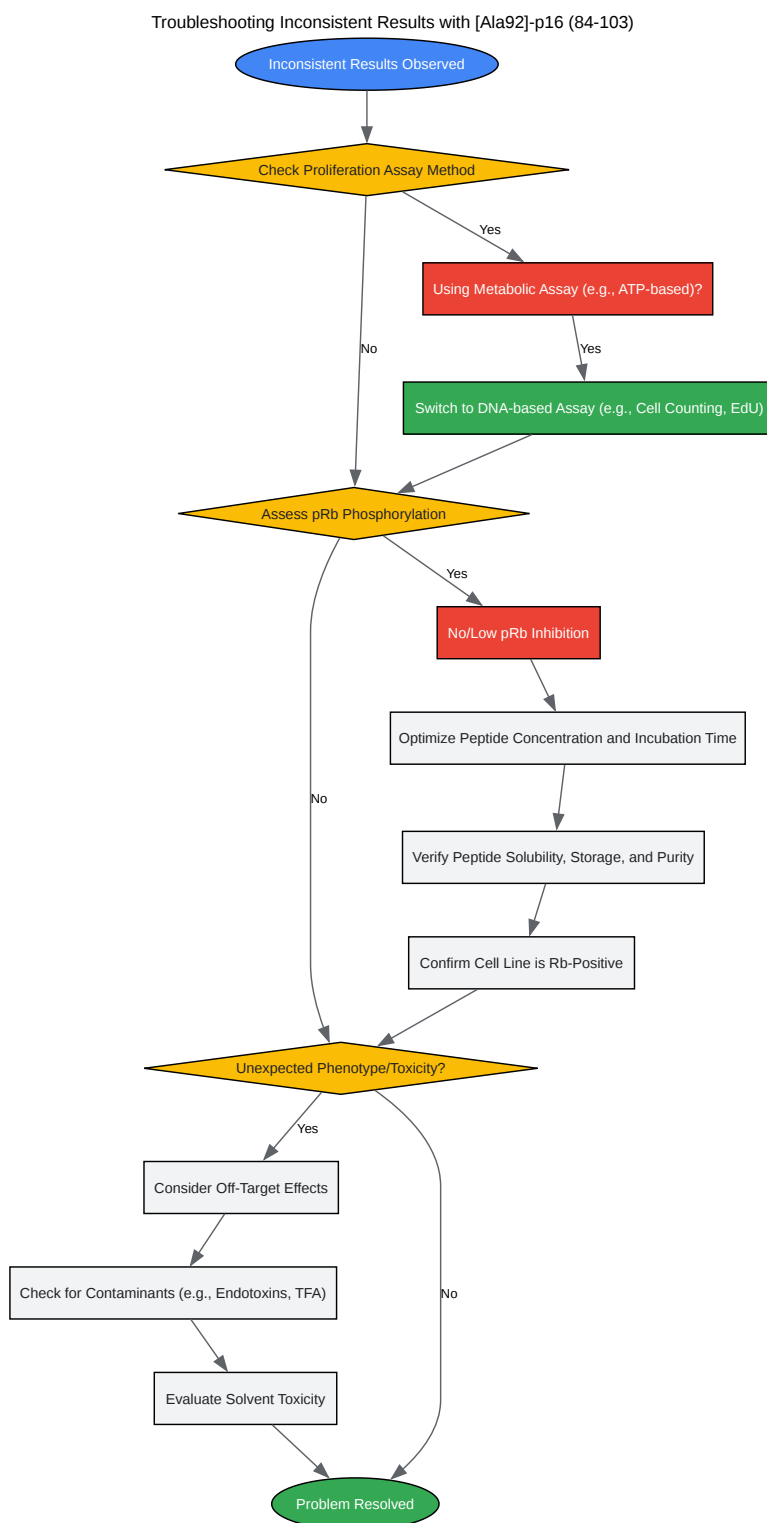 Troubleshooting Inconsistent Results with [Ala92]-p16 (84-103)
Inconsistent Results Observed
Check Proliferation Assay Method
Yes
Using Metabolic Assay (e.g., ATP-based)?
No
Yes
Switch to DNA-based Assay (e.g., Cell Counting, EdU)
Assess pRb Phosphorylation
Yes
No/Low pRb Inhibition
Optimize Peptide Concentration and Incubation Time
No
Verify Peptide Solubility, Storage, and Purity
Confirm Cell Line is Rb-Positive
Unexpected Phenotype/Toxicity?
Yes
Consider Off-Target Effects
Check for Contaminants (e.g., Endotoxins, TFA)
No
Evaluate Solvent Toxicity
Problem Resolved